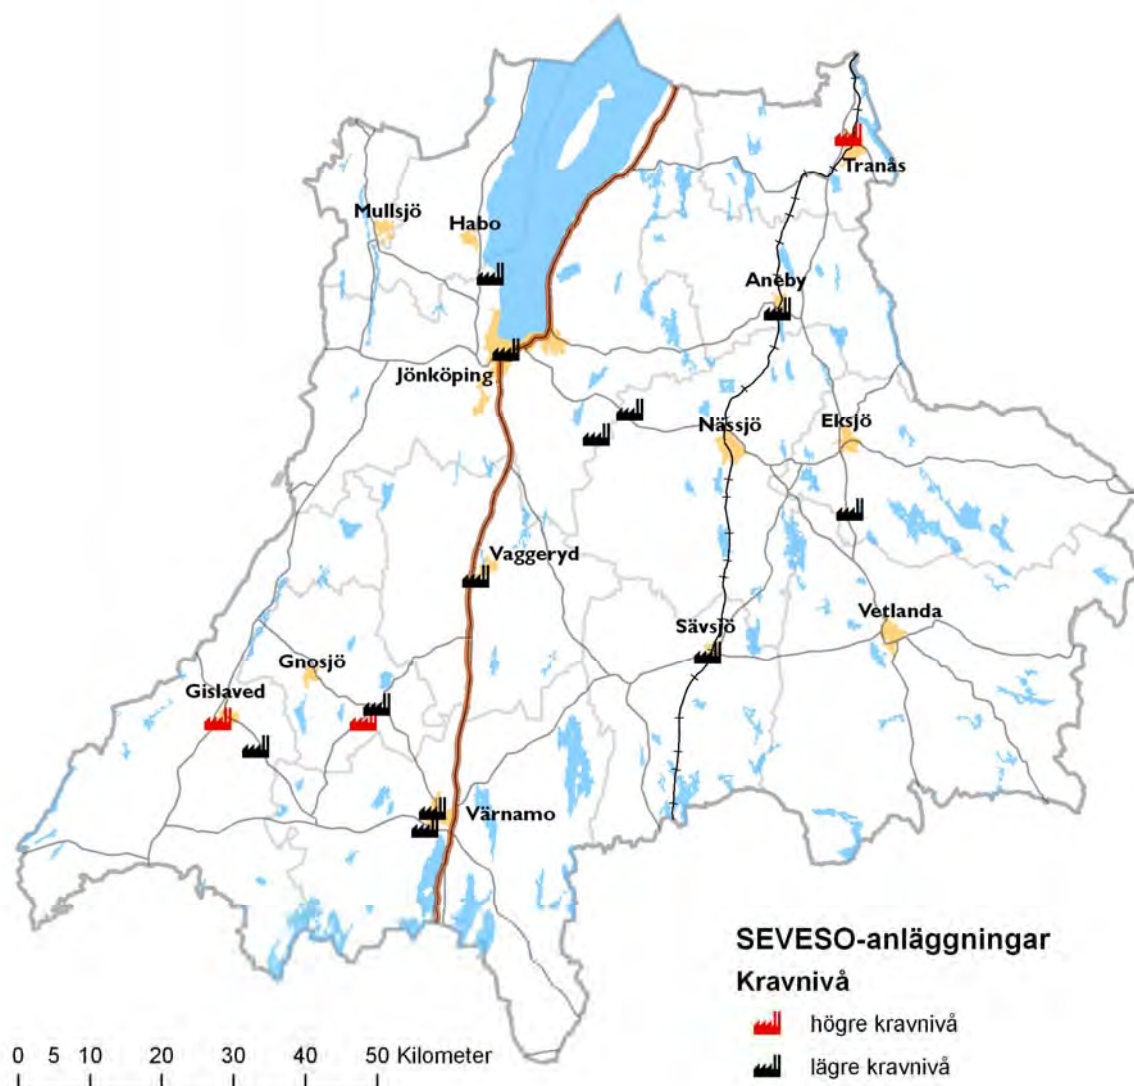 Tranås
Mullsjö
Habo
Aneby
Jönköping
Nässjö
Eksjö
Vaggeryd
Vetlanda
Sävsjö
Gnosjö
Gislaved
Värnamo
SEVESO-anläggningar
Kravnivå
högre kravnivå
lägre kravnivå
0 5 10 20 30 40 50 Kilometer